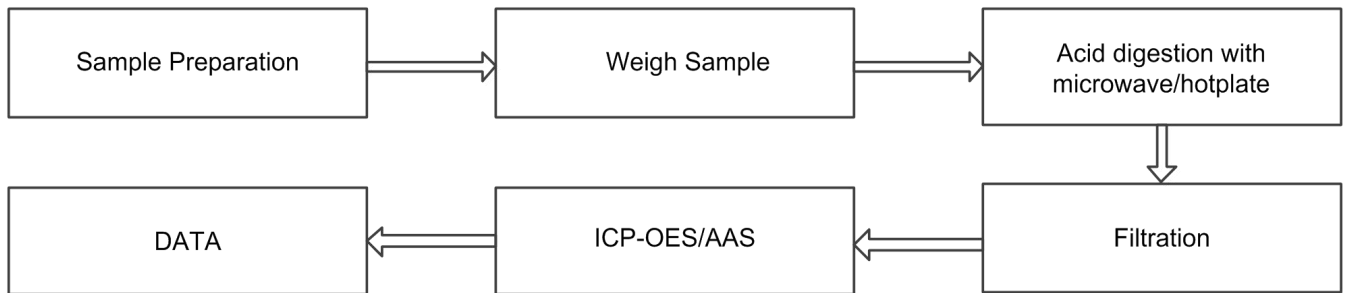 Sample Preparation
Weigh Sample
Acid digestion with
microwave/hotplate
Filtration
ICP-OES/AAS
DATA